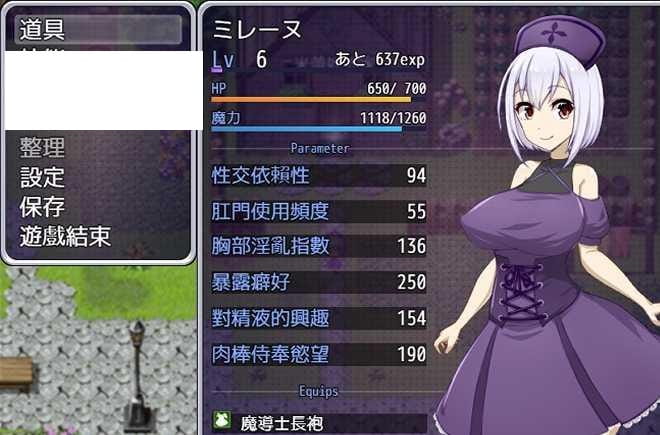 道具
整理
設定
保存
遊戲結束
ミレーヌ
Lv 6 あと 637exp
HP 650/ 700
魔力 1118/1260
Parameter
性交依賴性 94
肛門使用頻度 55
胸部淫亂指數 136
暴露癖好 250
對精液的興趣 154
肉棒侍奉慾望 190
Equips
魔導士長袍